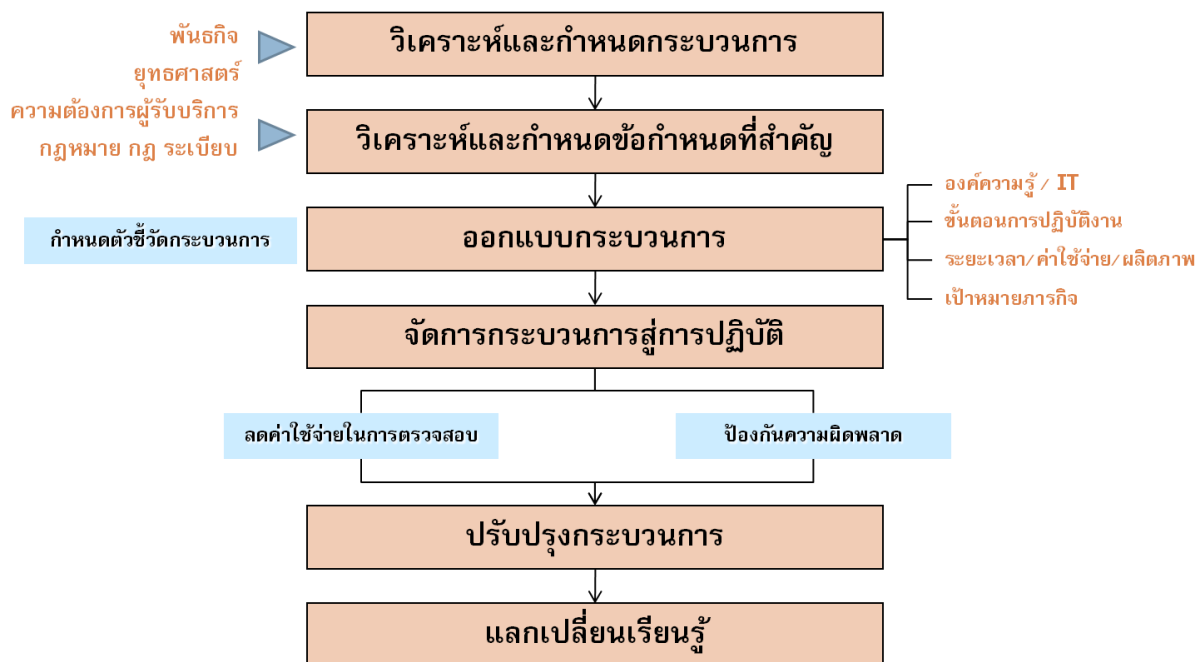 พันธกิจ
ยุทธศาสตร์
ความต้องการผู้รับบริการ
กฎหมาย กฎ ระเบียบ
วิเคราะห์และกำหนดกระบวนการ
วิเคราะห์และกำหนดข้อกำหนดที่สำคัญ
กำหนดตัวชี้วัดกระบวนการ
ออกแบบกระบวนการ
องค์ความรู้ / IT
ขั้นตอนการปฏิบัติงาน
ระยะเวลา/ค่าใช้จ่าย/ผลิตภาพ
เป้าหมายภารกิจ
จัดการกระบวนการสู่การปฏิบัติ
ลดค่าใช้จ่ายในการตรวจสอบ
ป้องกันความผิดพลาด
ปรับปรุงกระบวนการ
แลกเปลี่ยนเรียนรู้